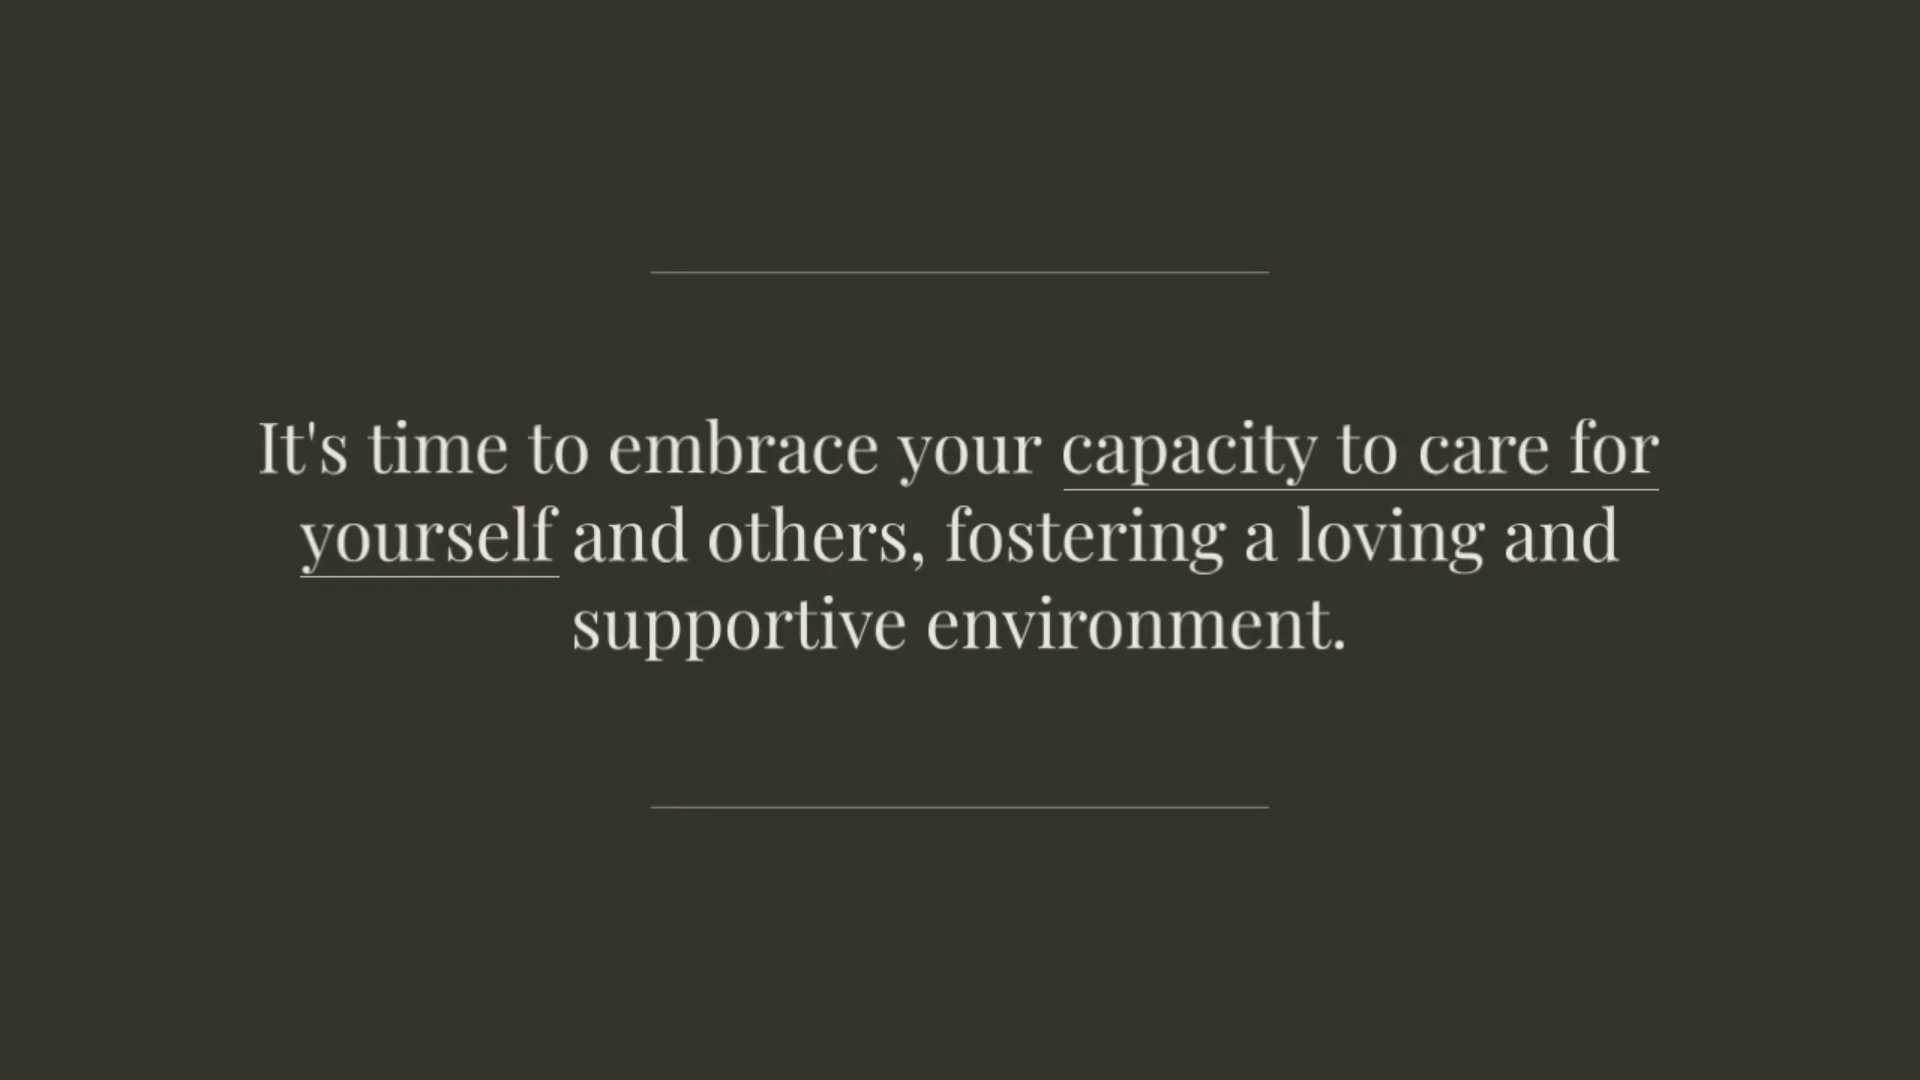 It's time to embrace your capacity to care for
yourself and others, fostering a loving and
supportive environment.